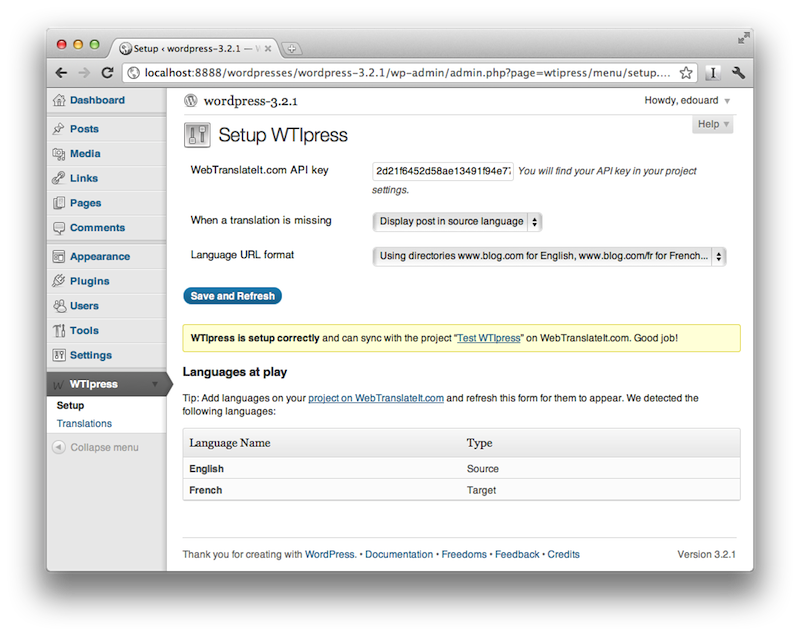 Setup ‹ wordpress-3.2.1 — W
localhost:8888/wordpresses/wordpress-3.2.1/wp-admin/admin.php?page=wtipress/menu/setup....
Dashboard
Posts
Media
Links
Pages
Comments
Appearance
Plugins
Users
Tools
Settings
WTIpress
Setup
Translations
Collapse menu
wordpress-3.2.1
Howdy, edouard
Help
Setup WTIpress
WebTranslateIt.com API key
2d21f6452d58ae13491f94e77 You will find your API key in your project
settings.
When a translation is missing
Display post in source language
Language URL format
Using directories www.blog.com for English, www.blog.com/fr for French...
Save and Refresh
WTIpress is setup correctly and can sync with the project "Test WTIpress" on WebTranslateIt.com. Good job!
Languages at play
Tip: Add languages on your project on WebTranslateIt.com and refresh this form for them to appear. We detected the
following languages:
Language Name Type
English Source
French Target
Thank you for creating with WordPress. • Documentation • Freedoms • Feedback • Credits
Version 3.2.1